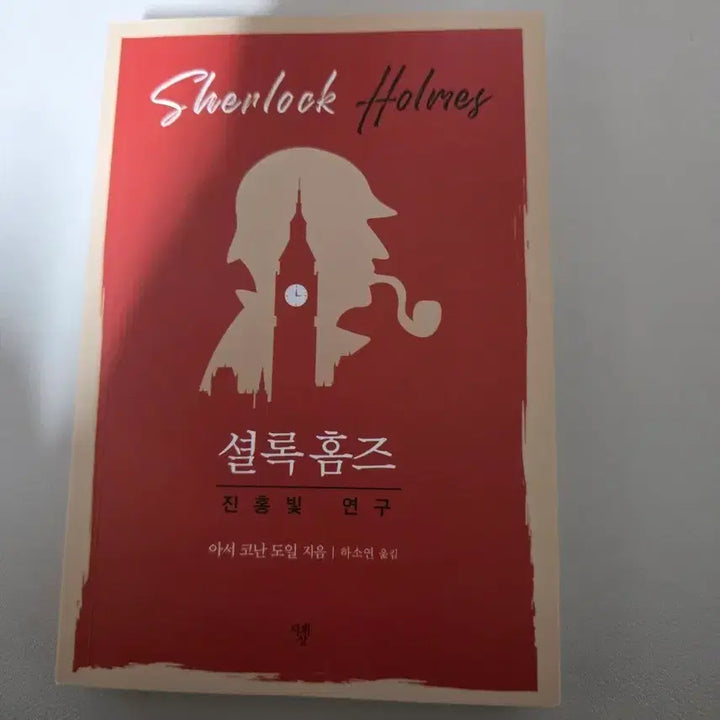 Sherlock Holmes
셜록 홈즈
진홍빛 연구
아서 코난 도일 지음 | 하소연 옮김